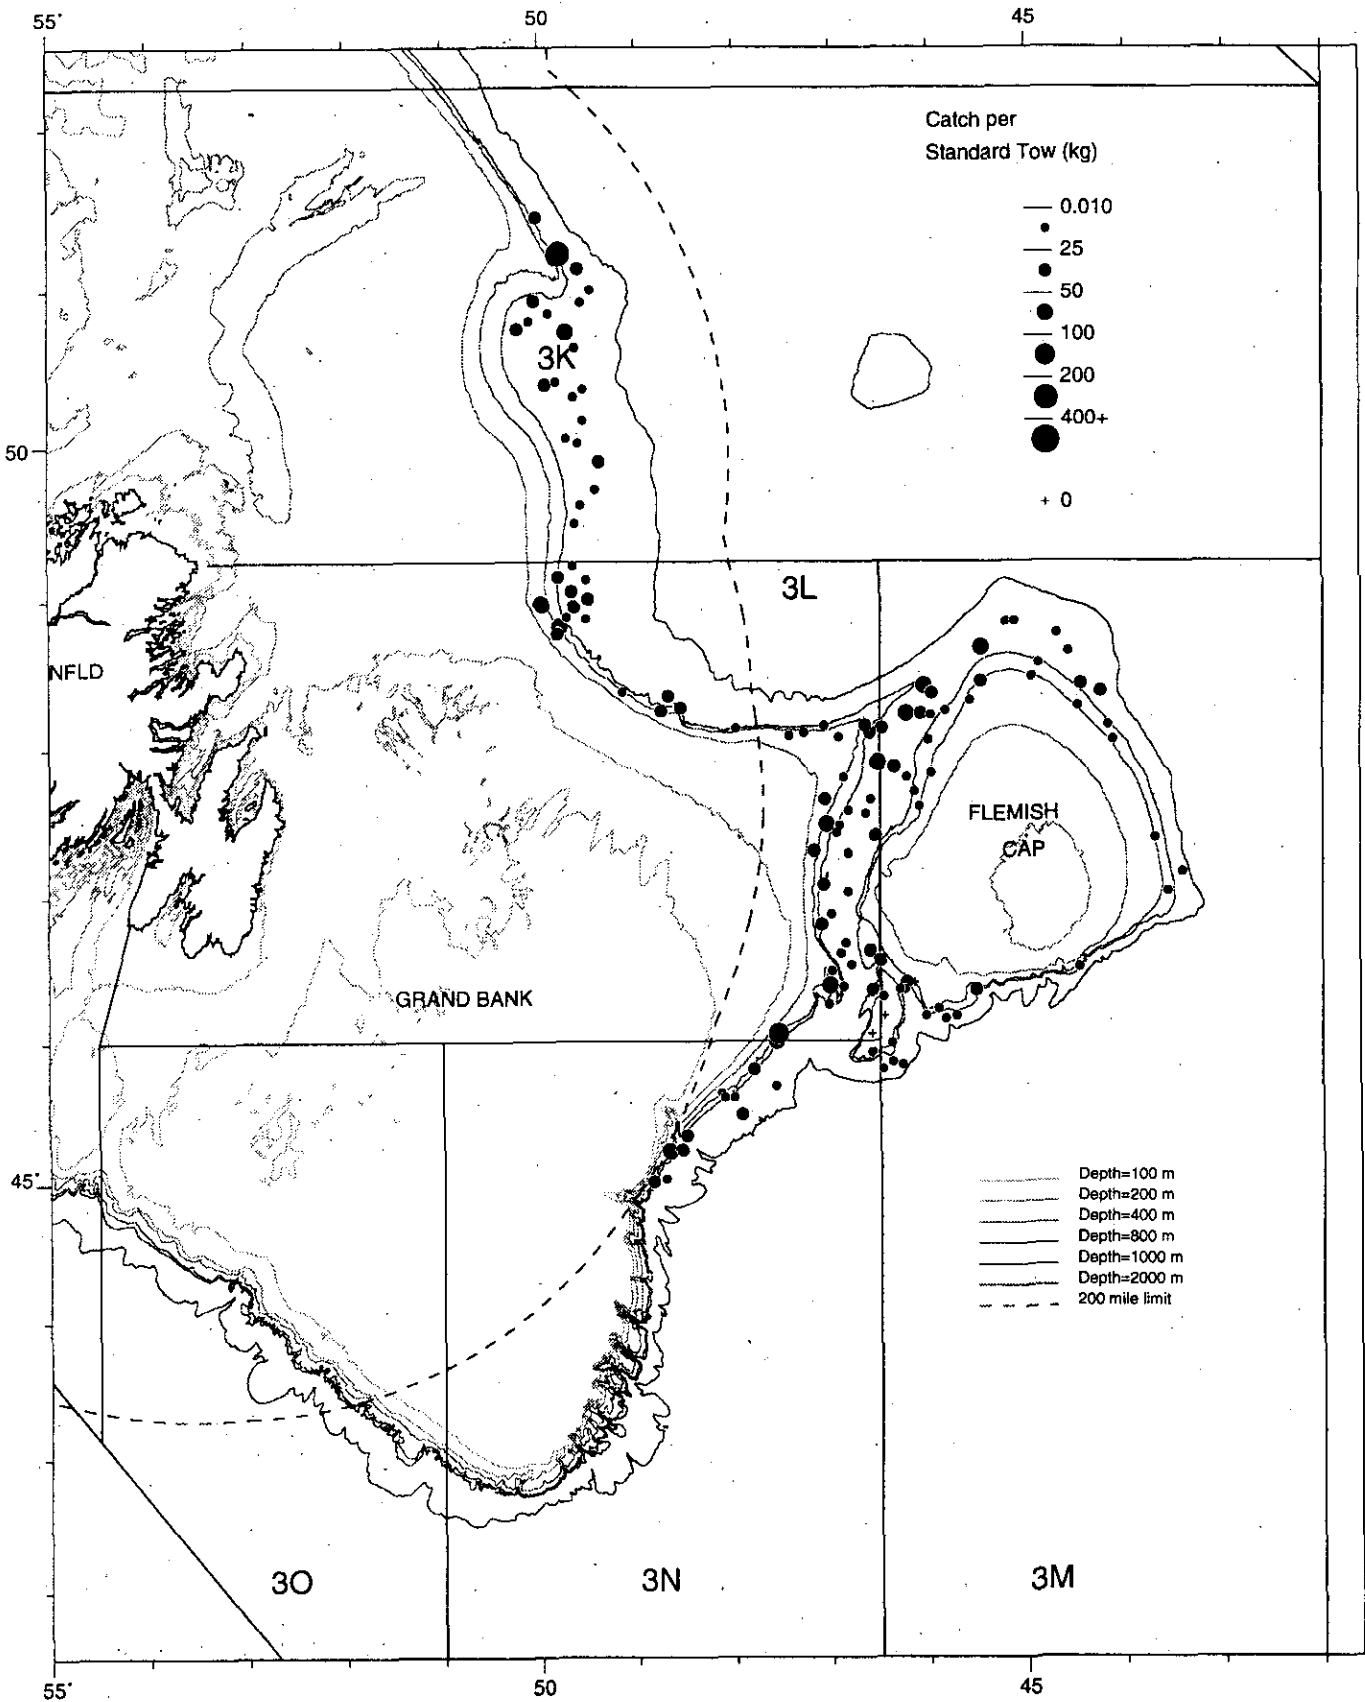 55°
50
45
Catch per
Standard Tow (kg)
0.010
25
50
100
200
400+
+ 0
3K
50
3L
NFLD
FLEMISH
CAP
GRAND BANK
45°
Depth=100 m
Depth=200 m
Depth=400 m
Depth=800 m
Depth=1000 m
Depth=2000 m
200 mile limit
3O
3N
3M
55°
50
45